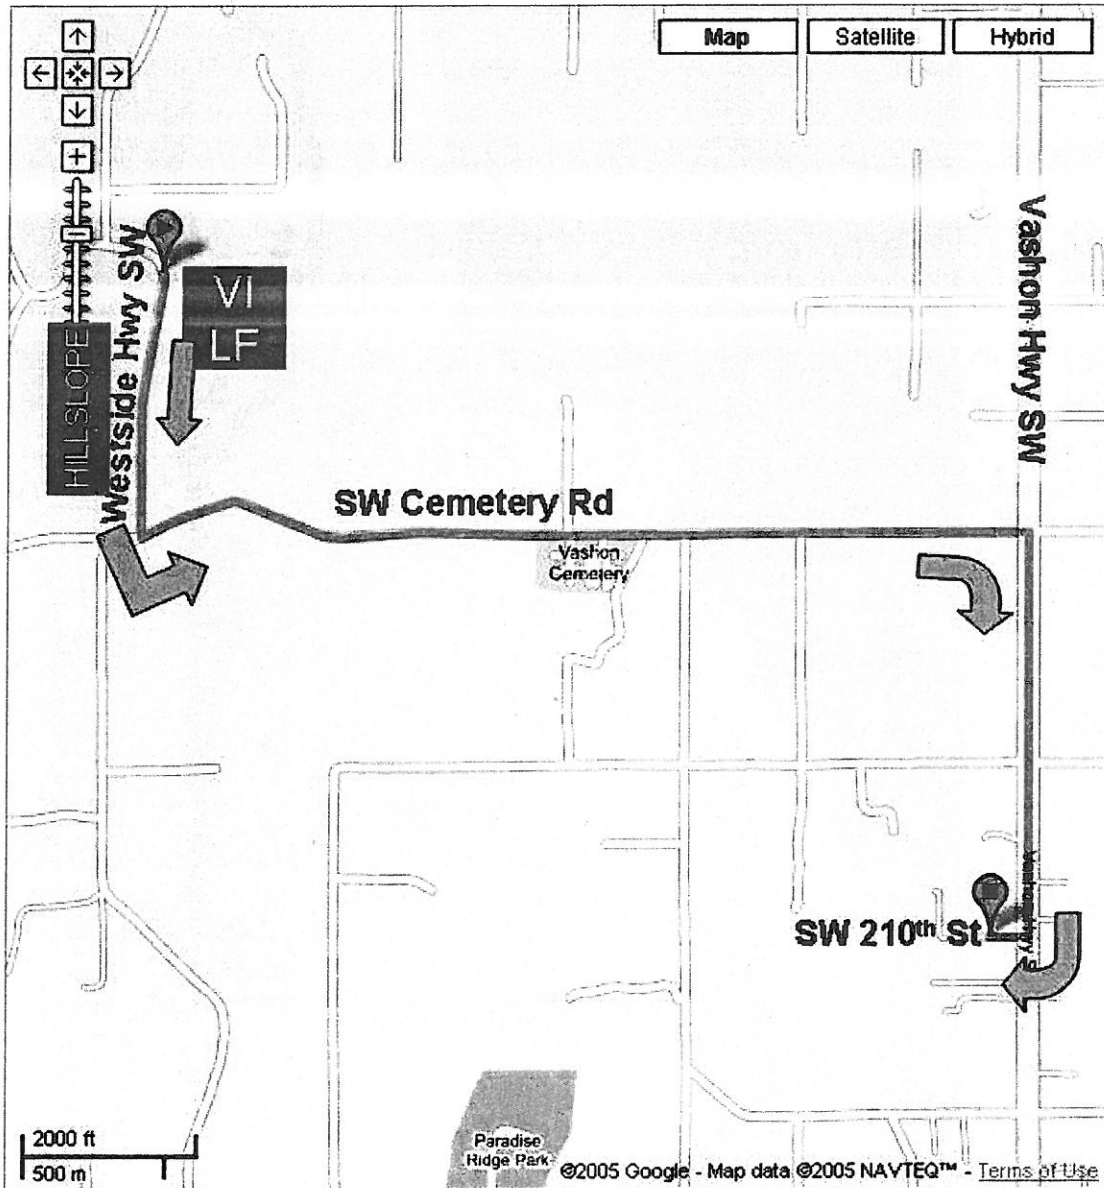 Map
Satellite
Hybrid
Westside Hwy SW
VI
LF
HILLSLOPE
Vashon Hwy SW
SW Cemetery Rd
Vashon
Cemetery
SW 210th St
2000 ft
500 m
Paradise
Ridge Park
©2005 Google - Map data ©2005 NAVTEQ™ - Terms of Use